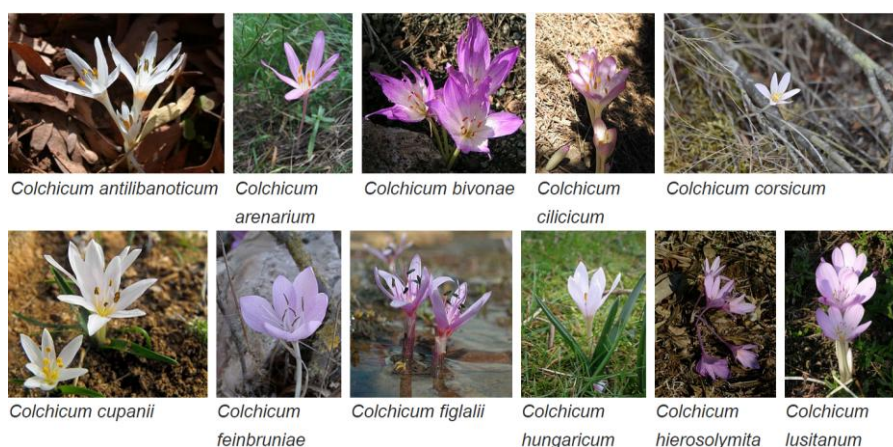 Colchicum antilibanoticum
Colchicum
arenarium
Colchicum bivonae
Colchicum
cilicicum
Colchicum corsicum
Colchicum cupanii
Colchicum
feinbruniae
Colchicum figlalii
Colchicum
hungaricum
Colchicum
hierosolymita
Colchicum
lusitanum